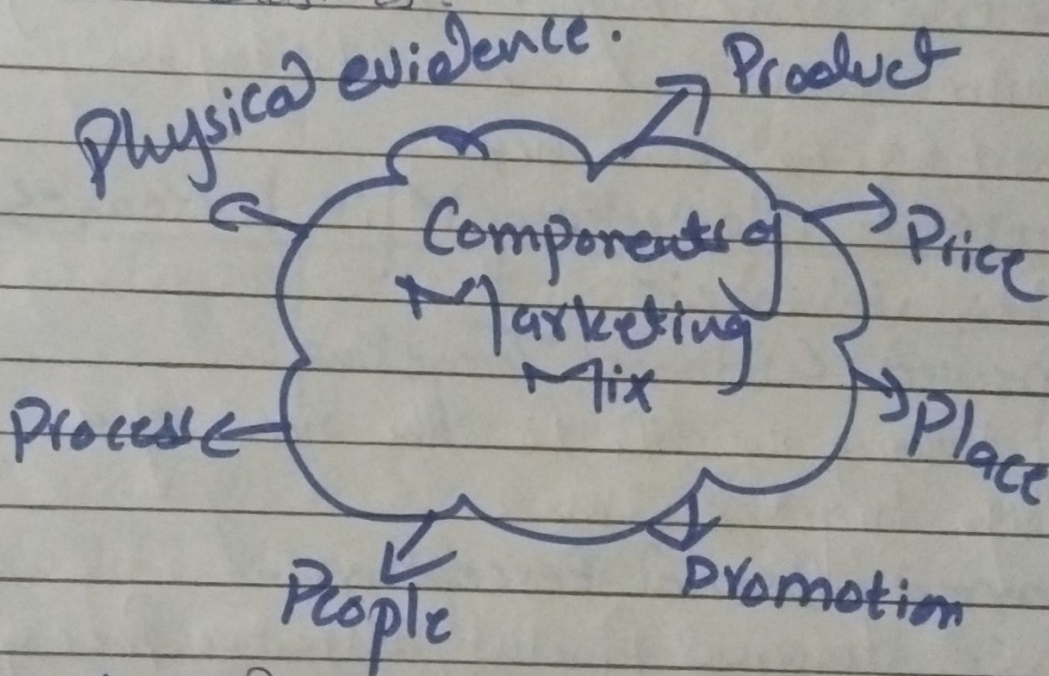 Physical evidence.
Product
Components of
Marketing
Mix
Price
Place
Process
People
Promotion